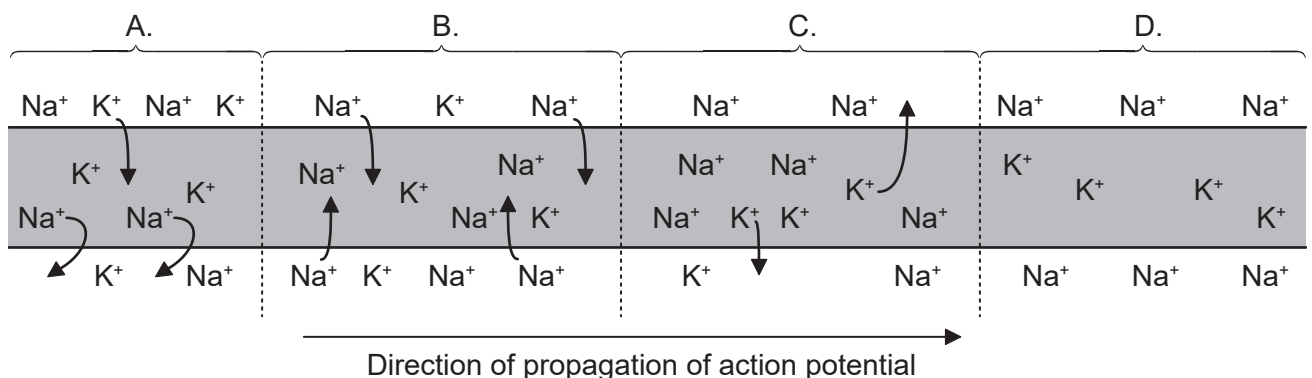 A. B. C. D.
Na⁺ K⁺ Na⁺ K⁺ Na⁺ K⁺ Na⁺ Na⁺ Na⁺ Na⁺ Na⁺ Na⁺
K⁺ K⁺ Na⁺ K⁺ Na⁺ Na⁺ Na⁺ K⁺ K⁺ K⁺ K⁺
Na⁺ Na⁺ Na⁺ K⁺ Na⁺ K⁺ K⁺ Na⁺ K⁺
K⁺ Na⁺ Na⁺ K⁺ Na⁺ Na⁺ K⁺ Na⁺ Na⁺ Na⁺ Na⁺
Direction of propagation of action potential